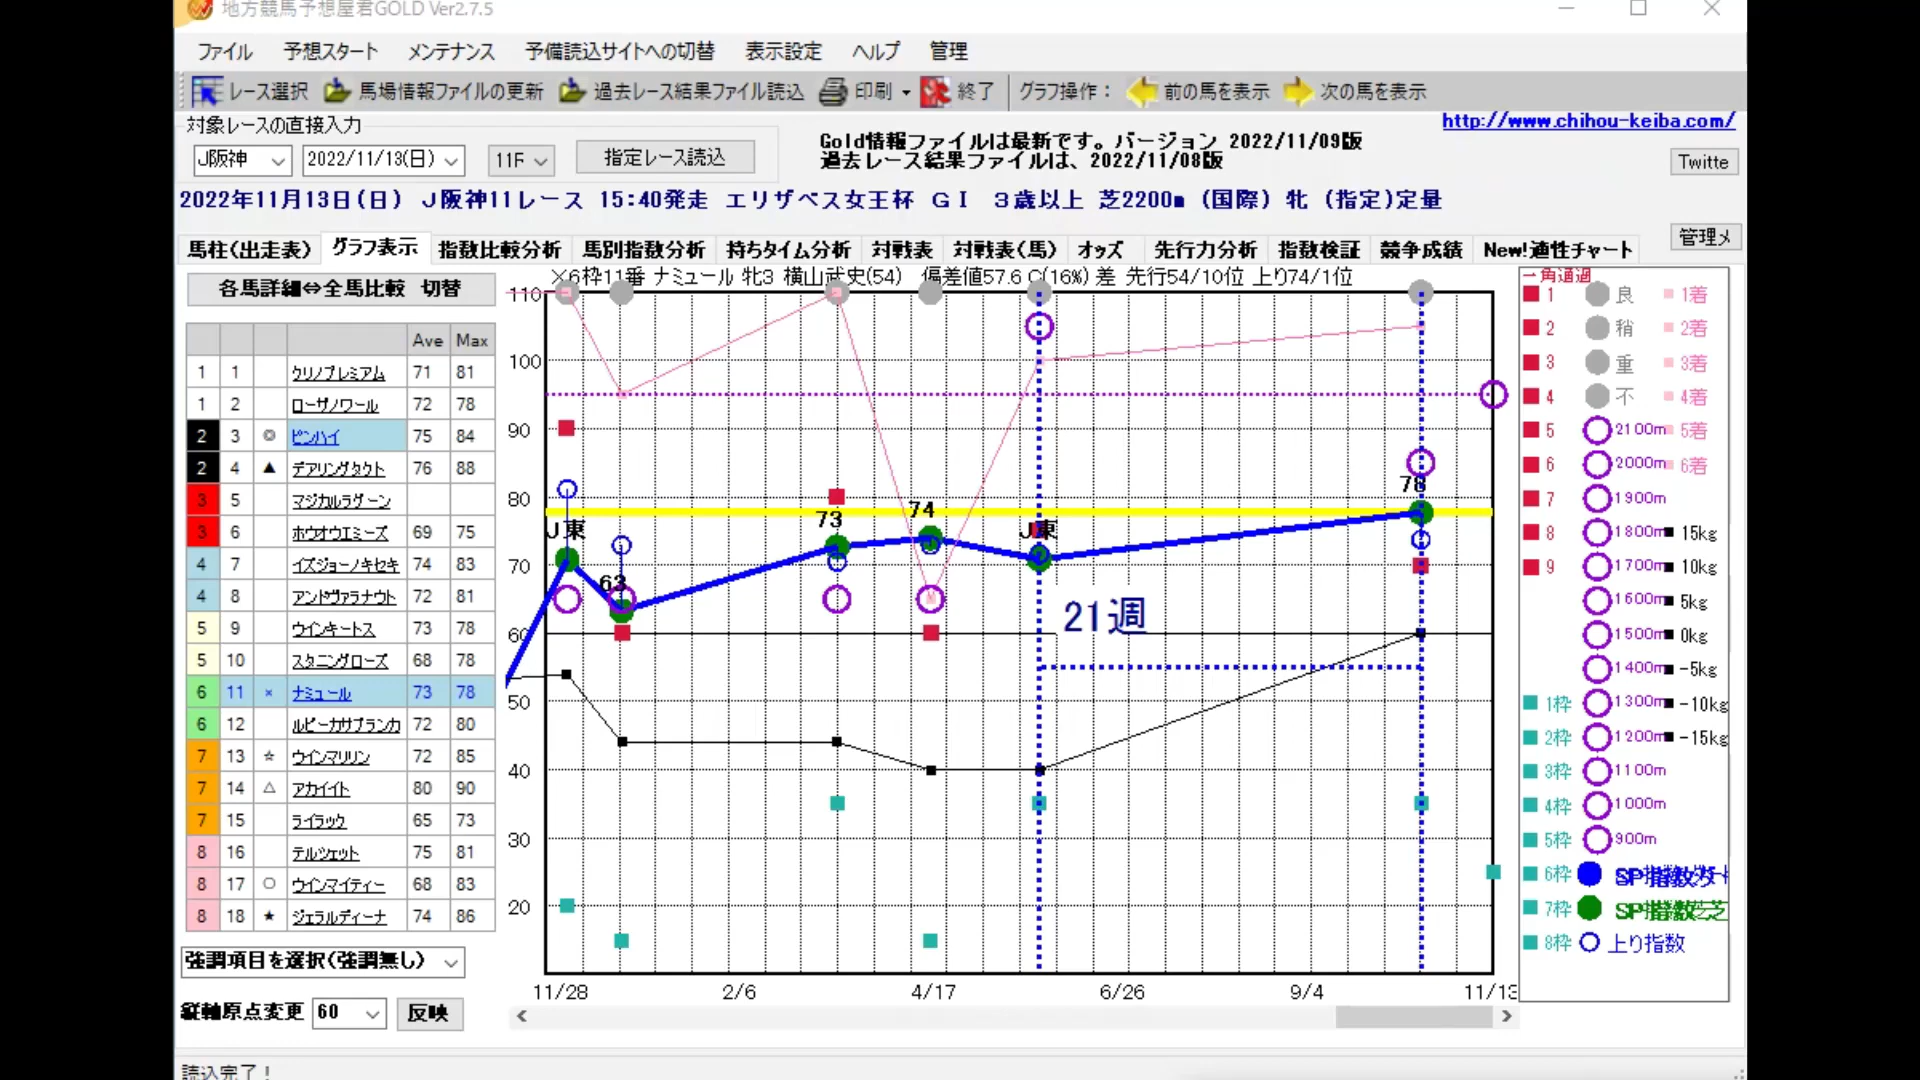 地方競馬予想屋君GOLD Ver2.7.5
ファイル 予想スタート メンテナンス 予備読込サイトへの切替 表示設定 ヘルプ 管理
レース選択 馬場情報ファイルの更新 過去レース結果ファイル読込 印刷 終了 グラフ操作： 前の馬を表示 次の馬を表示
対象レースの直接入力
http://www.chihou-keiba.com/
J阪神 2022/11/13(日) 11R 指定レース読込
Gold情報ファイルは最新です。バージョン 2022/11/09版
過去レース結果ファイルは、2022/11/08版
Twitte
2022年11月13日(日) J阪神11レース 15:40発走 エリザベス女王杯 GI 3歳以上 芝2200m (国際) 牝 (指定)定量
管理メ
馬柱(出走表) グラフ表示 指数比較分析 馬別指数分析 持ちタイム分析 対戦表 対戦表(馬) オッズ 先行力分析 指数検証 競争成績 New!適性チャート
各馬詳細⇔全馬比較 切替
×6枠11番 ナミュール 牝3 横山武史(54) 偏差値57.6 C(16%) 差 先行54/10位 上り74/1位
Ave Max
1 1 クリノプレミアム 71 81
1 2 ローザノワール 72 78
2 3 ◎ ピンハイ 75 84
2 4 ▲ デアリングタクト 76 88
3 5 マジカルラグーン
3 6 ホウオウエミーズ 69 75
4 7 イズジョーノキセキ 74 83
4 8 アンドヴァラナウト 72 81
5 9 ウインキートス 73 78
5 10 スタニングローズ 68 78
6 11 × ナミュール 73 78
6 12 ルビーカサブランカ 72 80
7 13 ☆ ウインマリリン 72 85
7 14 △ アカイイト 80 90
7 15 ライラック 65 73
8 16 テルツェット 75 81
8 17 ○ ウインマイティー 68 83
8 18 ★ ジェラルディーナ 74 86
強調項目を選択(強調無し)
縦軸原点変更 60 反映
110
100
90
80
70
60
50
40
30
20
J東
63
73
74
J東
78
21週
11/28 2/6 4/17 6/26 9/4 11/13
一角通過
1 良 1着
2 稍 2着
3 重 3着
4 不 4着
5 2100m 5着
6 2000m 6着
7 1900m
8 1800m 15kg
9 1700m 10kg
1600m 5kg
1500m 0kg
1400m -5kg
1枠 1300m -10kg
2枠 1200m -15kg
3枠 1100m
4枠 1000m
5枠 900m
6枠 SP指数
7枠 SP指数
8枠 上り指数
読込完了！